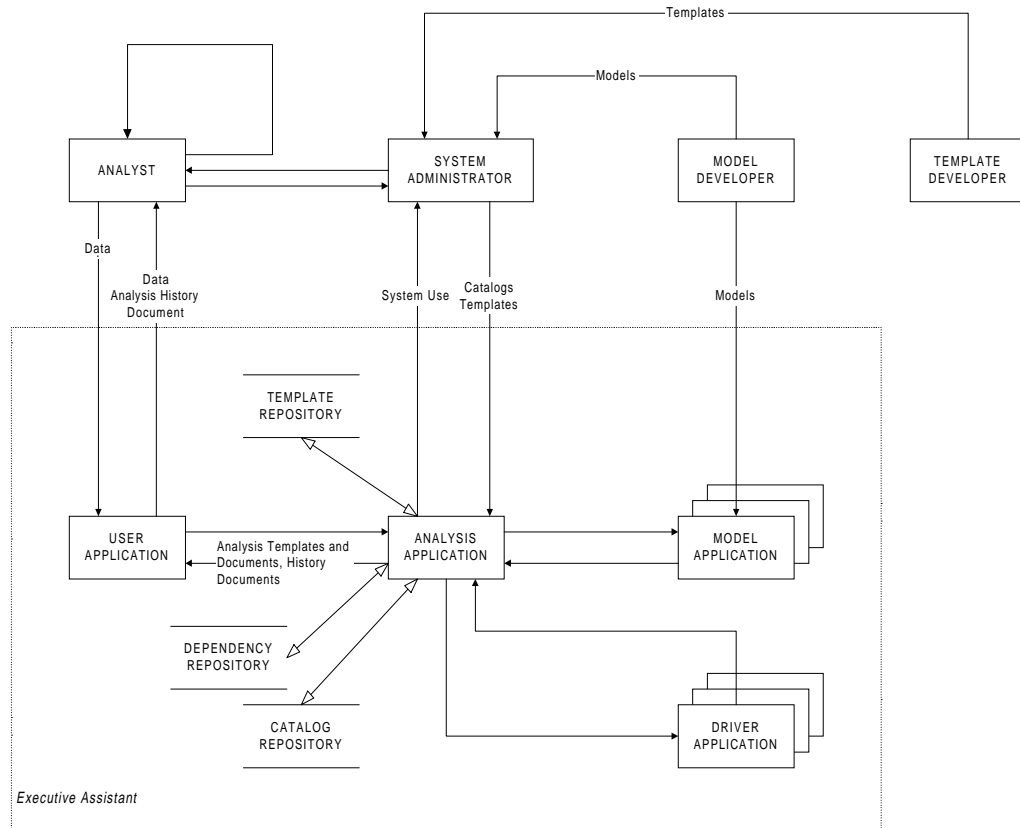 Templates
Models
ANALYST
SYSTEM
ADMINISTRATOR
MODEL
DEVELOPER
TEMPLATE
DEVELOPER
Data
Data
Analysis History
Document
System Use
Catalogs
Templates
Models
TEMPLATE
REPOSITORY
USER
APPLICATION
Analysis Templates and
Documents, History
Documents
ANALYSIS
APPLICATION
MODEL
APPLICATION
DEPENDENCY
REPOSITORY
CATALOG
REPOSITORY
DRIVER
APPLICATION
Executive Assistant